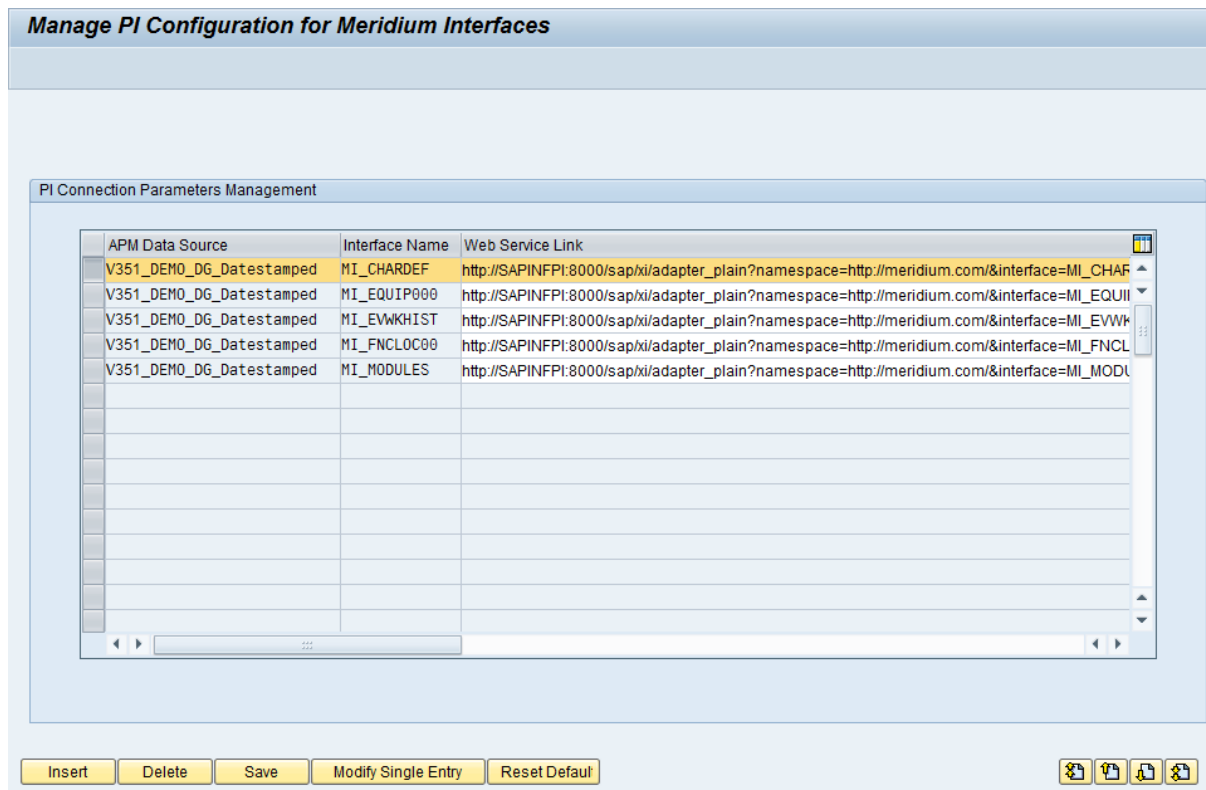 Manage PI Configuration for Meridium Interfaces
PI Connection Parameters Management
APM Data Source Interface Name Web Service Link
V351_DEMO_DG_Datestamped MI_CHARDEF http://SAPINFPI:8000/sap/xi/adapter_plain?namespace=http://meridium.com/&interface=MI_CHAR
V351_DEMO_DG_Datestamped MI_EQUIP000 http://SAPINFPI:8000/sap/xi/adapter_plain?namespace=http://meridium.com/&interface=MI_EQUI
V351_DEMO_DG_Datestamped MI_EVWKHIST http://SAPINFPI:8000/sap/xi/adapter_plain?namespace=http://meridium.com/&interface=MI_EVWK
V351_DEMO_DG_Datestamped MI_FNCLOC00 http://SAPINFPI:8000/sap/xi/adapter_plain?namespace=http://meridium.com/&interface=MI_FNCL
V351_DEMO_DG_Datestamped MI_MODULES http://SAPINFPI:8000/sap/xi/adapter_plain?namespace=http://meridium.com/&interface=MI_MODU
Insert Delete Save Modify Single Entry Reset Defaul